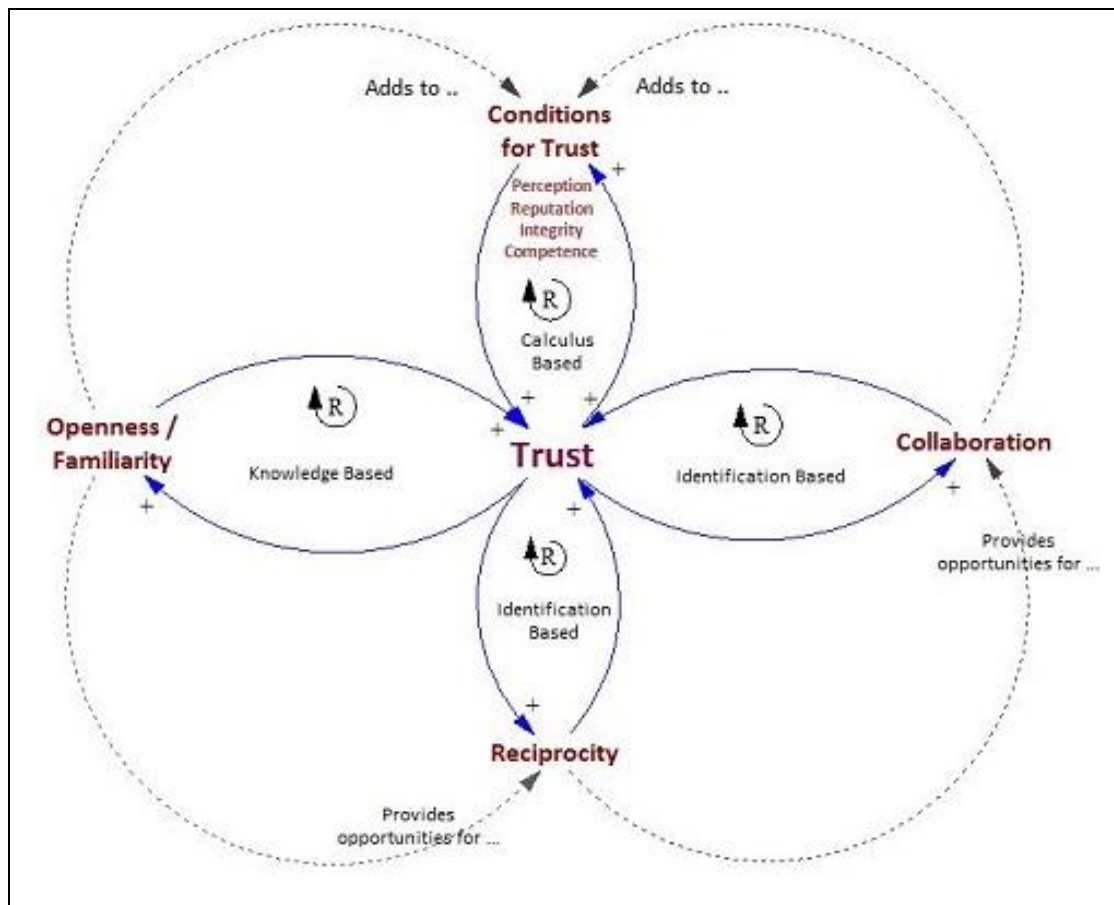 Adds to ..
Adds to ..
Conditions
for Trust
+
Perception
Reputation
Integrity
Competence
R
Calculus
Based
+
+
R
+
R
Openness /
Familiarity
Trust
Collaboration
Knowledge Based
Identification Based
+
+
+
R
Provides
opportunities for ...
Identification
Based
+
Reciprocity
Provides
opportunities for ...